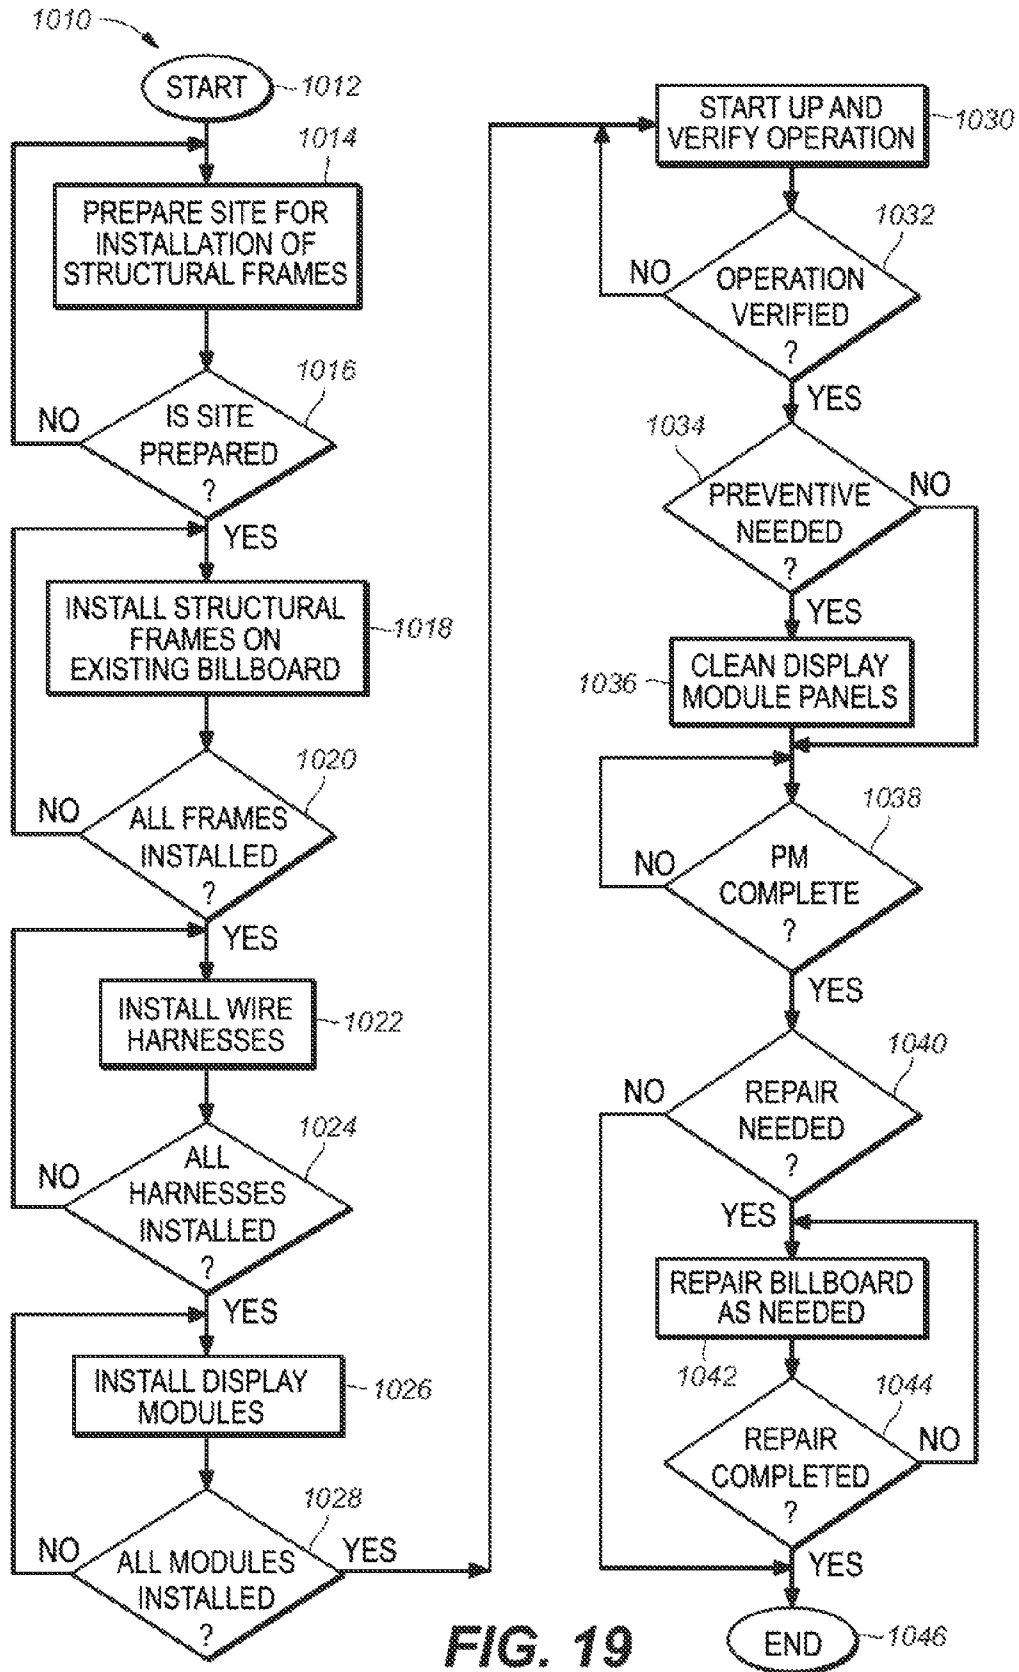 1010
START
1012
1014
PREPARE SITE FOR
INSTALLATION OF
STRUCTURAL FRAMES
1016
NO
IS SITE
PREPARED
?
YES
INSTALL STRUCTURAL
FRAMES ON
EXISTING BILLBOARD
1018
1020
NO
ALL FRAMES
INSTALLED
?
YES
INSTALL WIRE
HARNESSES
1022
1024
NO
ALL
HARNESSES
INSTALLED
?
YES
INSTALL DISPLAY
MODULES
1026
1028
NO
ALL MODULES
INSTALLED
?
YES
START UP AND
VERIFY OPERATION
1030
1032
NO
OPERATION
VERIFIED
?
YES
1034
PREVENTIVE
NEEDED
?
NO
YES
CLEAN DISPLAY
MODULE PANELS
1036
1038
NO
PM
COMPLETE
?
YES
1040
NO
REPAIR
NEEDED
?
YES
REPAIR BILLBOARD
AS NEEDED
1042
1044
REPAIR
COMPLETED
?
NO
YES
END
1046
FIG. 19